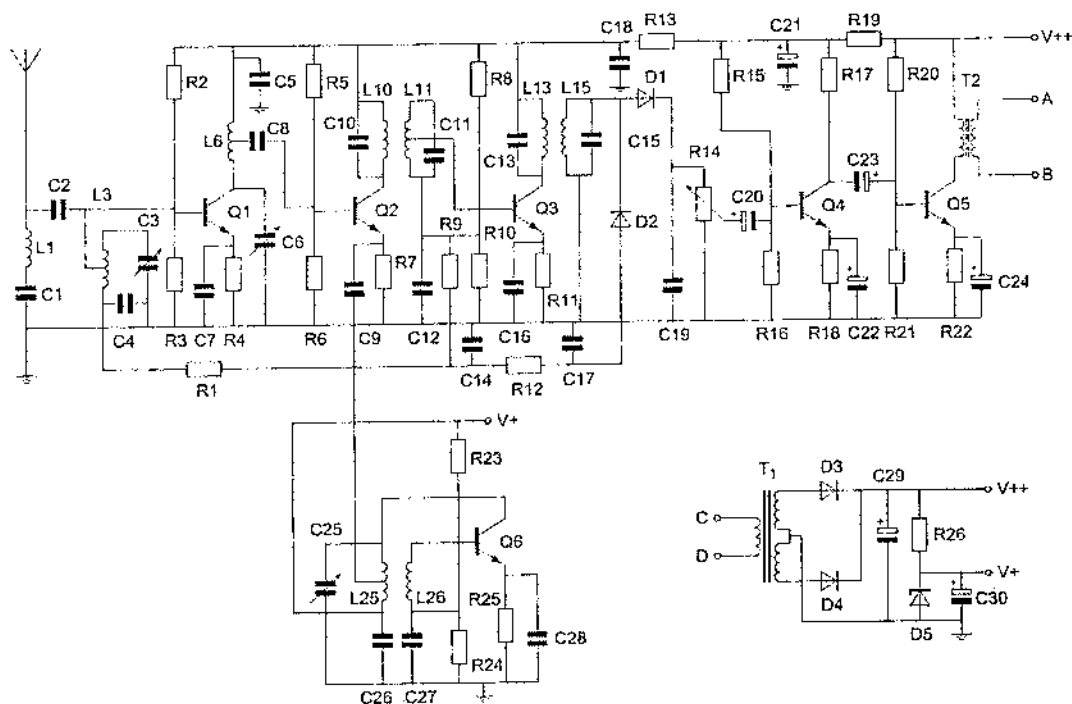 C18 R13 C21 R19
V++
R2 R5 R8 D1 R15 R17 R20 T2
C5 L10 L11 L13 L15
A
C8 C10 C11
L6 C13 C15
R14 C23
C2 L3 C20 B
C3 Q1 Q2 R9 Q3 D2 Q4 Q5
L1 C6 R10
R7 R11
C1 C24
C4 R3 C7 R4 R6 C9 C12 C16 C19 R16 R18 C22 R21 R22
R1 C14 R12 C17
V+
R23 T1 D3 C29
V++
C25 Q6 C
R26
D
V+
L25 L26 R25 D4 C30
C28 D5
R24
C26 C27